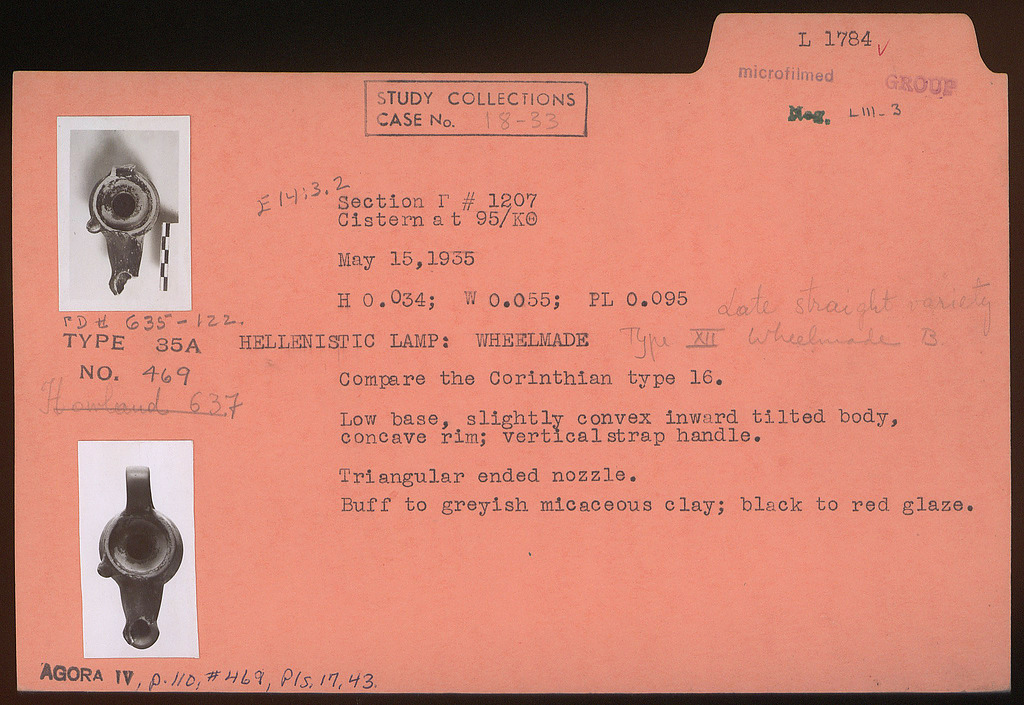 L 1784 ✓
microfilmed GROUP
Neg. LIII-3
STUDY COLLECTIONS
CASE No. 18-33
E 14:3.2
Section Γ # 1207
Cistern at 95/ΚΘ
May 15,1935
H 0.034; W 0.055; PL 0.095
Late straight variety
PD# 635-122.
TYPE 35A HELLENISTIC LAMP: WHEELMADE Type XII Wheelmade B.
NO. 469
Compare the Corinthian type 16.
Howland 637
Low base, slightly convex inward tilted body,
concave rim; vertical strap handle.
Triangular ended nozzle.
Buff to greyish micaceous clay; black to red glaze.
AGORA IV, p.110, #469, Pls, 17, 43.